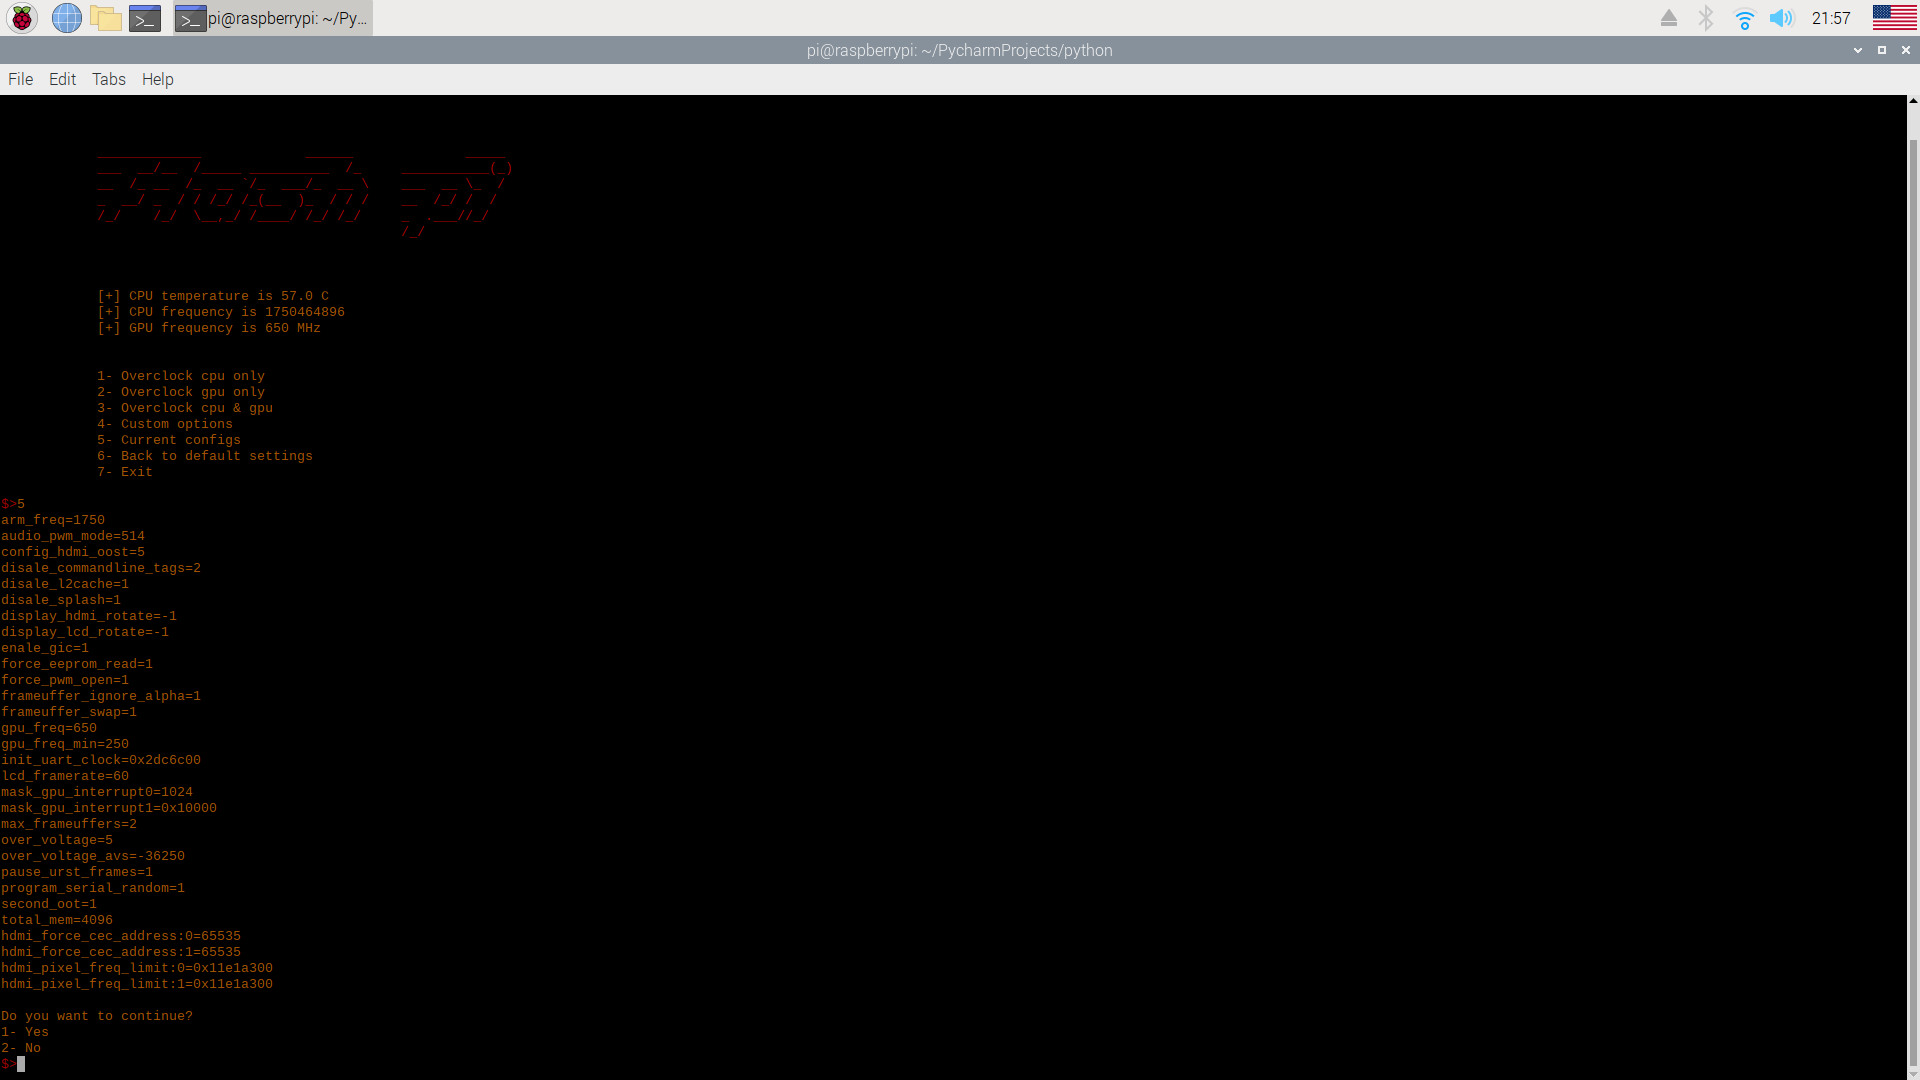 pi@raspberrypi: ~/Py...
21:57
pi@raspberrypi: ~/PycharmProjects/python
File Edit Tabs Help
Flash pi
[+] CPU temperature is 57.0 C
[+] CPU frequency is 1750464896
[+] GPU frequency is 650 MHz
1- Overclock cpu only
2- Overclock gpu only
3- Overclock cpu & gpu
4- Custom options
5- Current configs
6- Back to default settings
7- Exit
$>5
arm_freq=1750
audio_pwm_mode=514
config_hdmi_oost=5
disale_commandline_tags=2
disale_l2cache=1
disale_splash=1
display_hdmi_rotate=-1
display_lcd_rotate=-1
enale_gic=1
force_eeprom_read=1
force_pwm_open=1
frameuffer_ignore_alpha=1
frameuffer_swap=1
gpu_freq=650
gpu_freq_min=250
init_uart_clock=0x2dc6c00
lcd_framerate=60
mask_gpu_interrupt0=1024
mask_gpu_interrupt1=0x10000
max_frameuffers=2
over_voltage=5
over_voltage_avs=-36250
pause_urst_frames=1
program_serial_random=1
second_oot=1
total_mem=4096
hdmi_force_cec_address:0=65535
hdmi_force_cec_address:1=65535
hdmi_pixel_freq_limit:0=0x11e1a300
hdmi_pixel_freq_limit:1=0x11e1a300
Do you want to continue?
1- Yes
2- No
$>